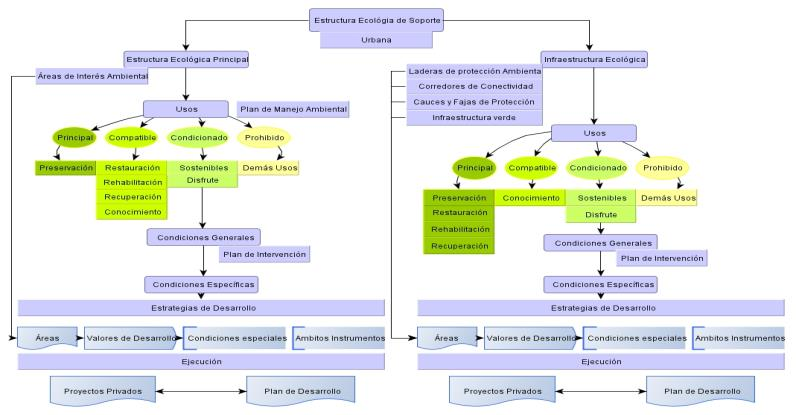 Estructura Ecológia de Soporte
Urbana
Estructura Ecológica Principal
Áreas de Interés Ambiental
Usos
Plan de Manejo Ambiental
Principal
Compatible
Condicionado
Prohibido
Preservación
Restauración
Sostenibles
Demás Usos
Rehabilitación
Disfrute
Recuperación
Conocimiento
Condiciones Generales
Plan de Intervención
Condiciones Específicas
Estrategias de Desarrollo
Áreas
Valores de Desarrollo
Condiciones especiales
Ámbitos Instrumentos
Ejecución
Proyectos Privados
Plan de Desarrollo
Infraestructura Ecológica
Laderas de protección Ambienta
Corredores de Conectividad
Cauces y Fajas de Protección
Infraestructura verde
Usos
Principal
Compatible
Condicionado
Prohibido
Preservación
Conocimiento
Sostenibles
Demás Usos
Restauración
Disfrute
Rehabilitación
Recuperación
Condiciones Generales
Plan de Intervención
Condiciones Específicas
Estrategias de Desarrollo
Áreas
Valores de Desarrollo
Condiciones especiales
Ámbitos Instrumentos
Ejecución
Proyectos Privados
Plan de Desarrollo